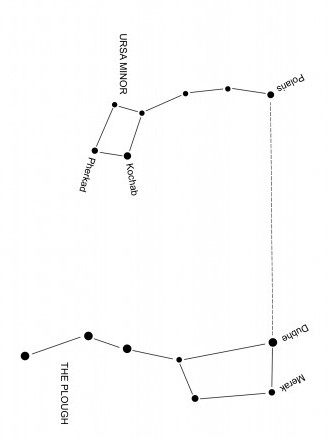 URSA MINOR
Polaris
Pherkad
Kochab
Dubhe
Merak
THE PLOUGH